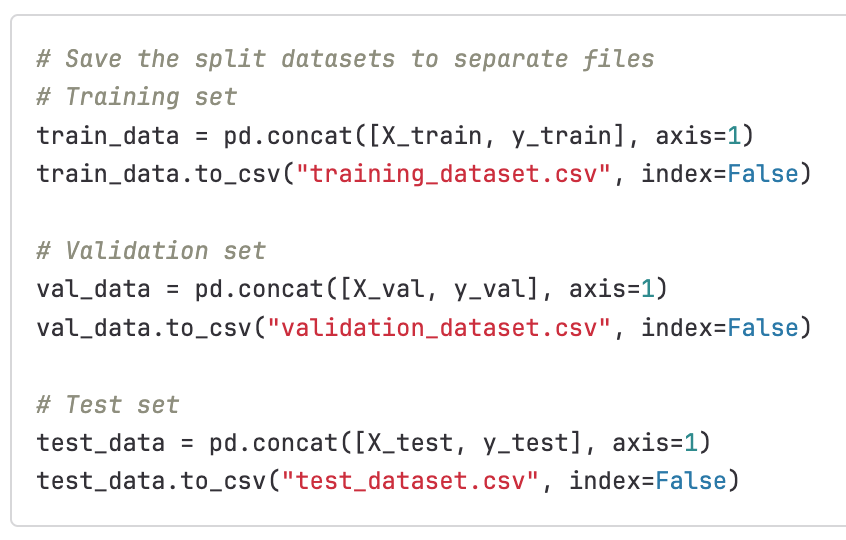 # Save the split datasets to separate files
# Training set
train_data = pd.concat([X_train, y_train], axis=1)
train_data.to_csv("training_dataset.csv", index=False)
# Validation set
val_data = pd.concat([X_val, y_val], axis=1)
val_data.to_csv("validation_dataset.csv", index=False)
# Test set
test_data = pd.concat([X_test, y_test], axis=1)
test_data.to_csv("test_dataset.csv", index=False)